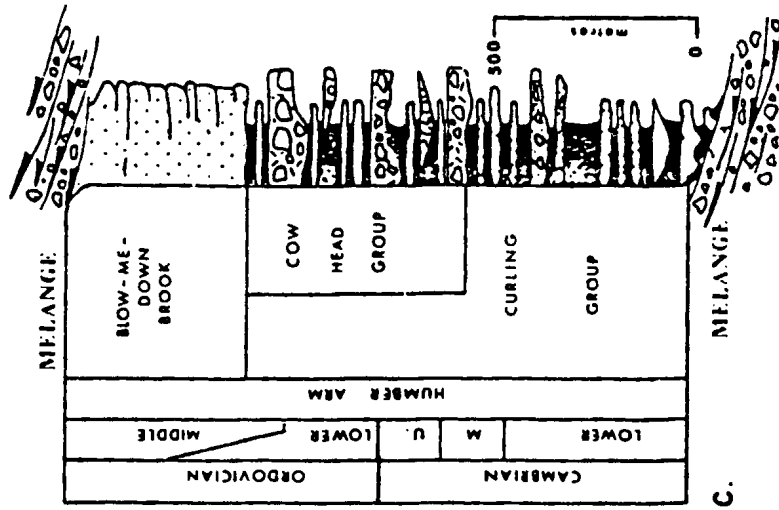 MELANGE
BLOW-ME-
DOWN
BROOK
COW
HEAD
GROUP
CURLING
GROUP
MELANGE
HUMBER ARM
MIDDLE
LOWER
U.
M
LOWER
ORDOVICIAN
CAMBRIAN
500
metres
0
C.